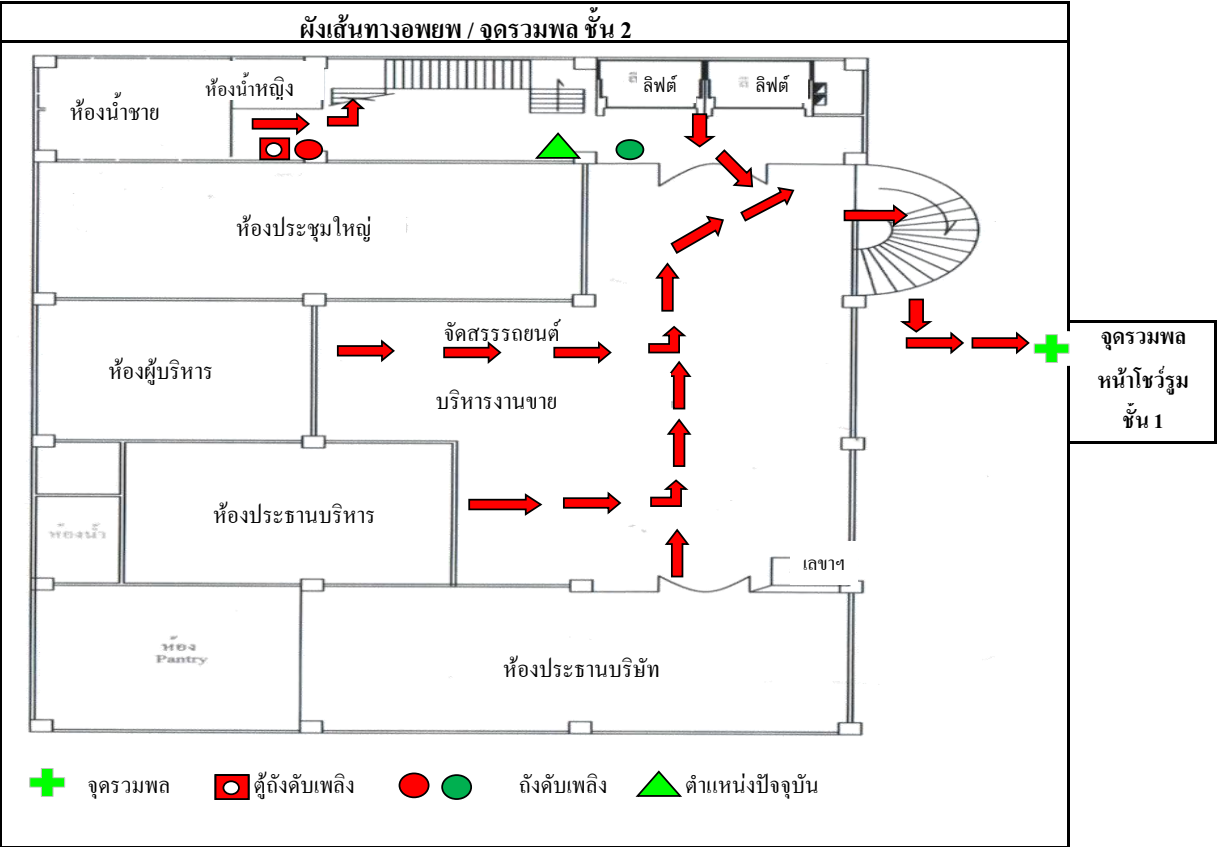 ผังเส้นทางอพยพ / จุดรวมพล ชั้น 2
ห้องน้ำหญิง
ลิฟต์
ลิฟต์
ห้องน้ำชาย
ห้องประชุมใหญ่
จัดสรรรถยนต์
จุดรวมพล
หน้าโชว์รูม
ชั้น 1
ห้องผู้บริหาร
บริหารงานขาย
ห้องประธานบริหาร
ห้องน้ำ
เลขาฯ
ห้อง
Pantry
ห้องประธานบริษัท
จุดรวมพล
ตู้ถังดับเพลิง
ถังดับเพลิง
ตำแหน่งปัจจุบัน